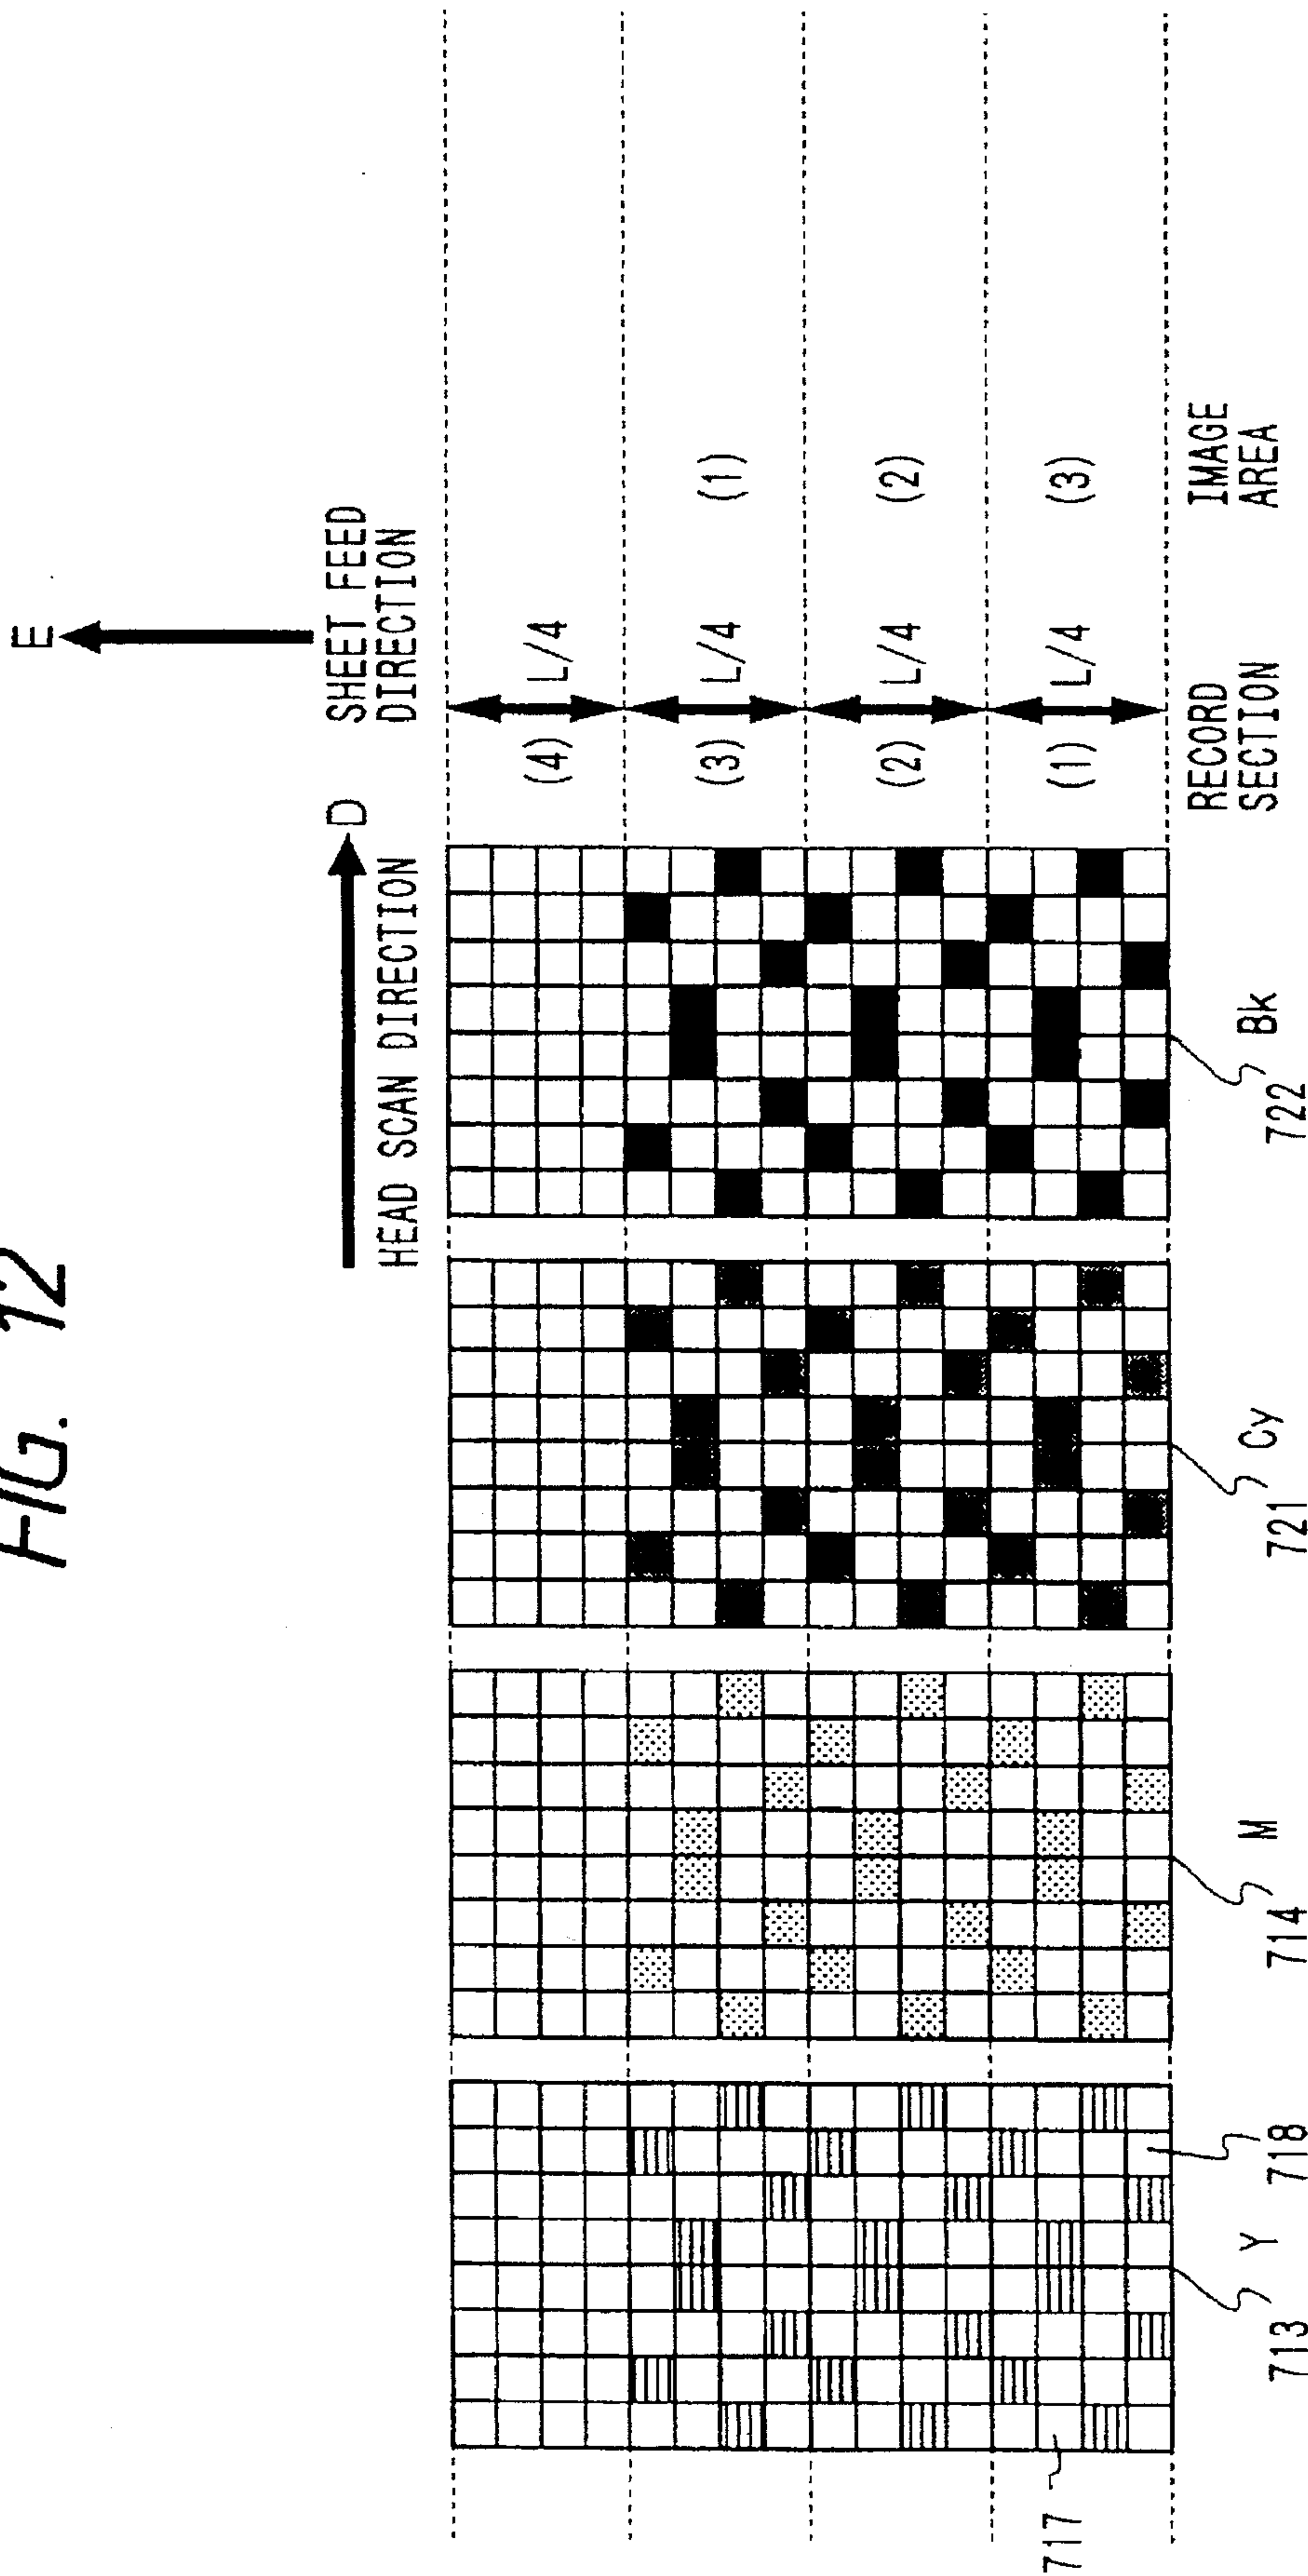 FIG. 12
E
SHEET FEED
DIRECTION
D
HEAD SCAN DIRECTION
(4) L/4
(3) L/4 (1)
(2) L/4 (2)
(1) L/4 (3)
RECORD
SECTION
IMAGE
AREA
717
713 Y
718
714 M
721 Cy
722 Bk